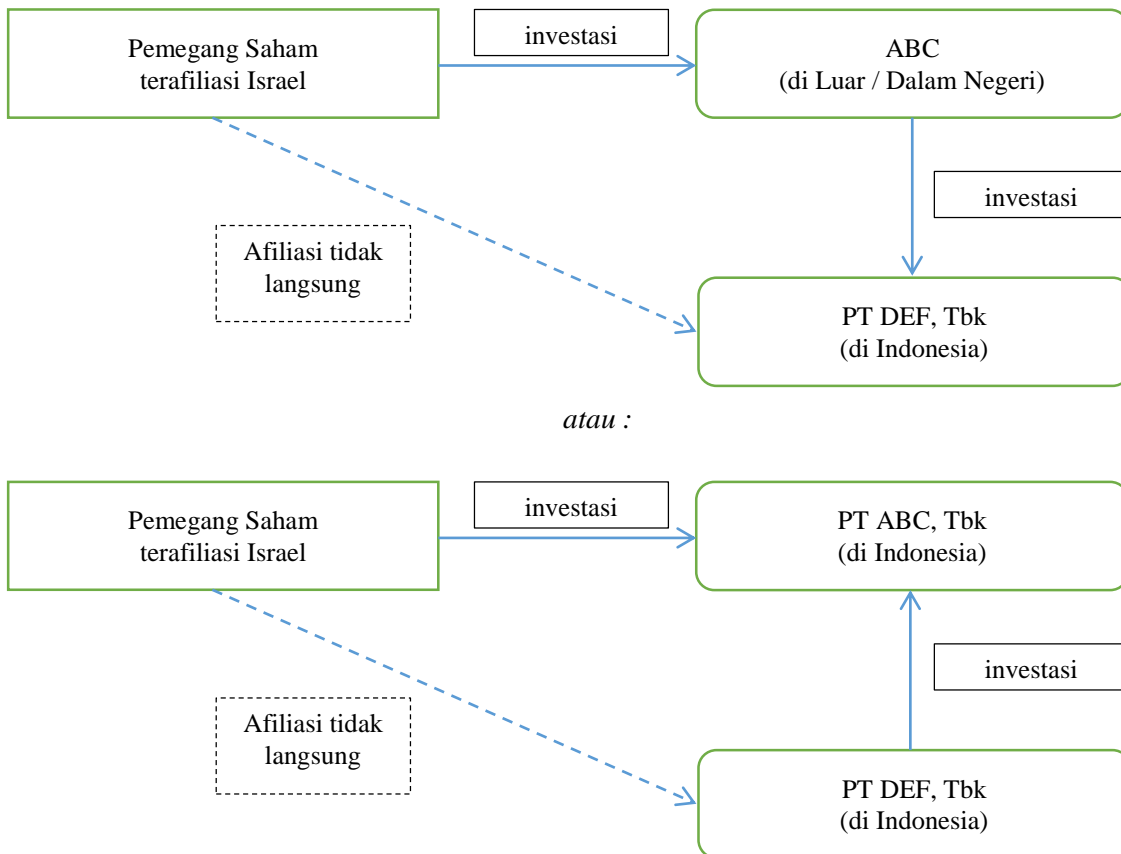 Pemegang Saham
terafiliasi Israel
investasi
ABC
(di Luar / Dalam Negeri)
investasi
Afiliasi tidak
langsung
PT DEF, Tbk
(di Indonesia)
atau :
Pemegang Saham
terafiliasi Israel
investasi
PT ABC, Tbk
(di Indonesia)
investasi
Afiliasi tidak
langsung
PT DEF, Tbk
(di Indonesia)